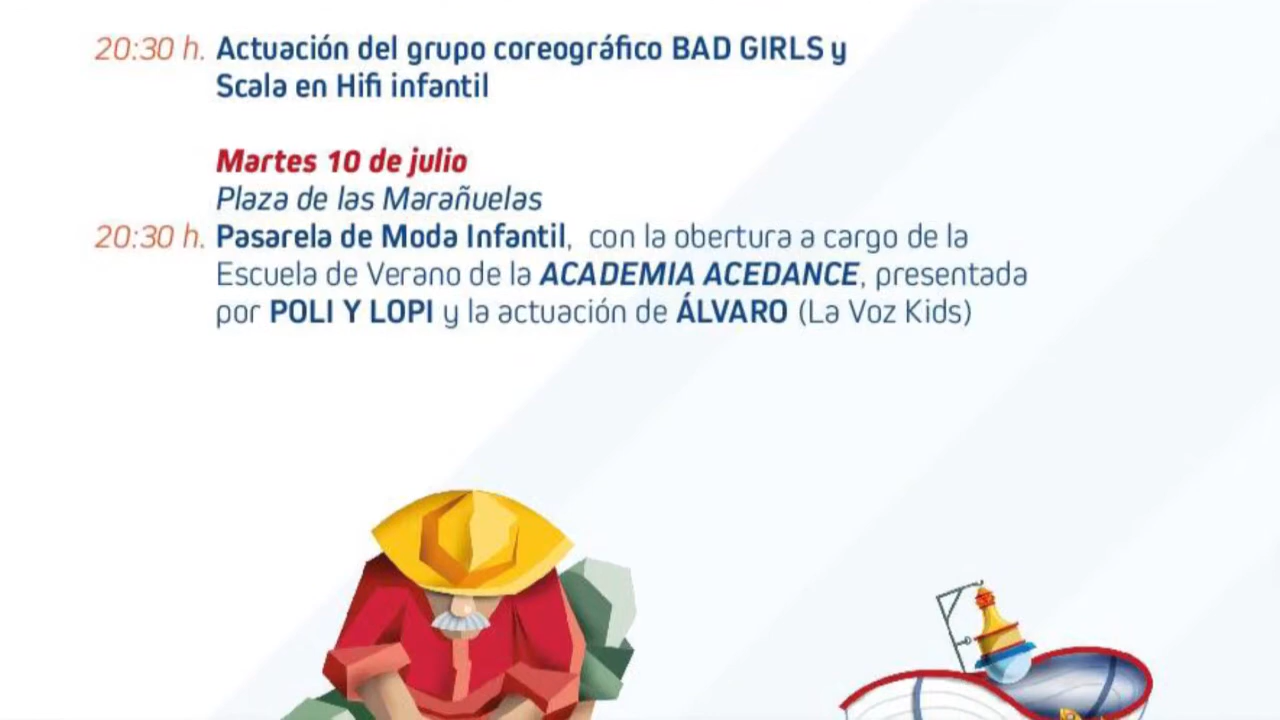 20:30 h. Actuación del grupo coreográfico BAD GIRLS y
Scala en Hifi infantil
Martes 10 de julio
Plaza de las Marañuelas
20:30 h. Pasarela de Moda Infantil, con la obertura a cargo de la
Escuela de Verano de la ACADEMIA ACEDANCE, presentada
por POLI Y LOPI y la actuación de ÁLVARO (La Voz Kids)